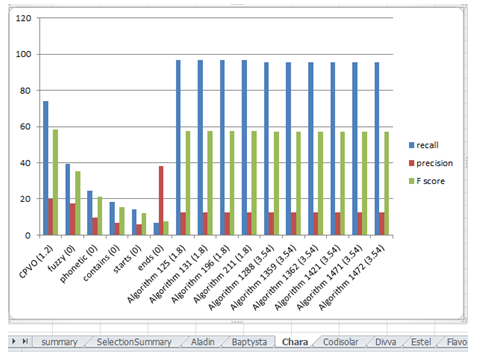 120
100
80
60
40
20
0
CPVO (1.2)
fuzzy (0)
phonetic (0)
contains (0)
starts (0)
ends (0)
Algorithm 125 (1.8)
Algorithm 131 (1.8)
Algorithm 196 (1.8)
Algorithm 211 (1.8)
Algorithm 1288 (3.54)
Algorithm 1359 (3.54)
Algorithm 1362 (3.54)
Algorithm 1421 (3.54)
Algorithm 1471 (3.54)
Algorithm 1472 (3.54)
recall
precision
F score
summary SelectionSummary Aladin Baptysta Chara Codisolar Divva Estel Flavo